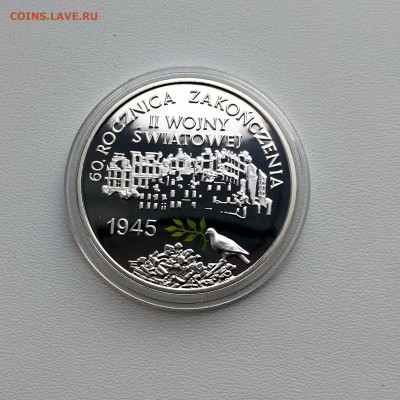 COINS.LAVE.RU
60. ROCZNICA ZAKOŃCZENIA
II WOJNY
ŚWIATOWEJ
1945